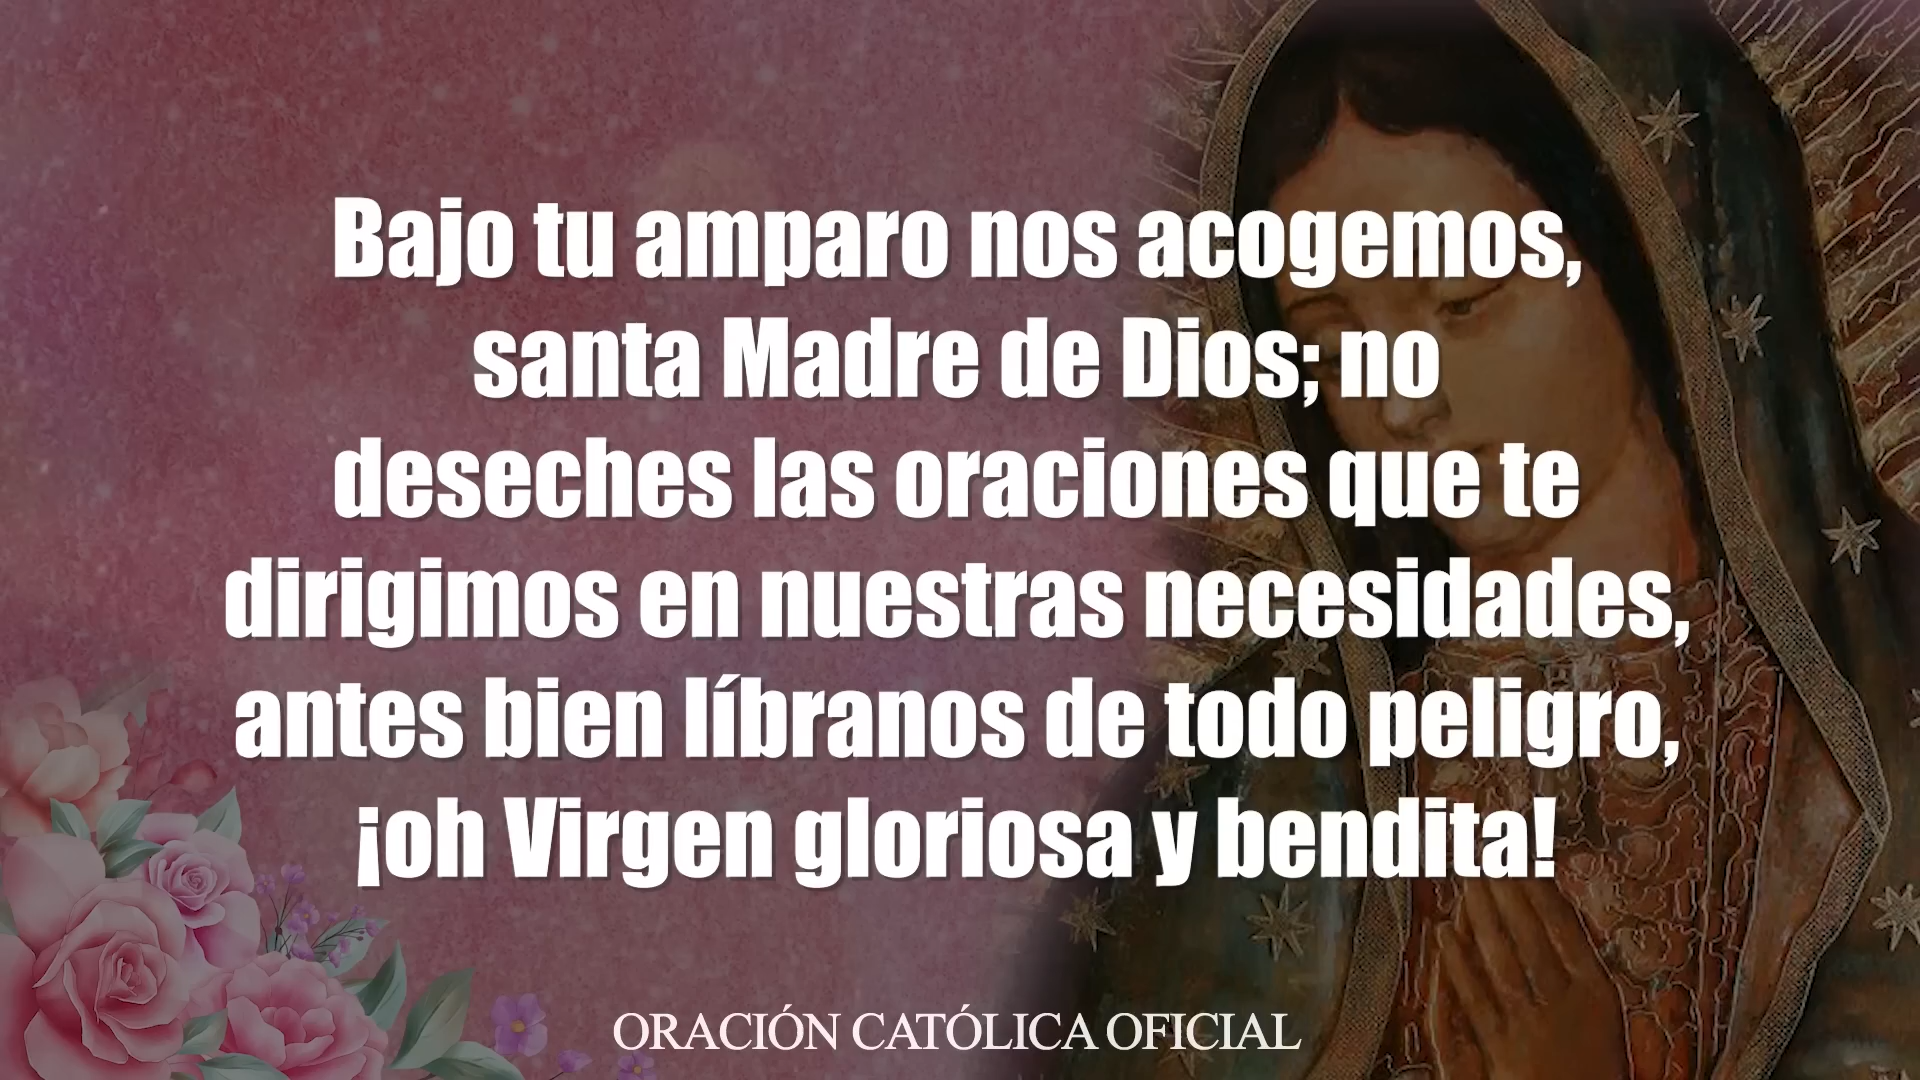 Bajo tu amparo nos acogemos,
santa Madre de Dios; no
deseches las oraciones que te
dirigimos en nuestras necesidades,
antes bien líbranos de todo peligro,
¡oh Virgen gloriosa y bendita!
ORACIÓN CATÓLICA OFICIAL